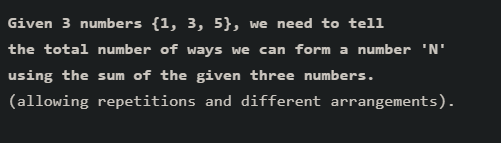 Given 3 numbers {1, 3, 5}, we need to tell
the total number of ways we can form a number 'N'
using the sum of the given three numbers.
(allowing repetitions and different arrangements).